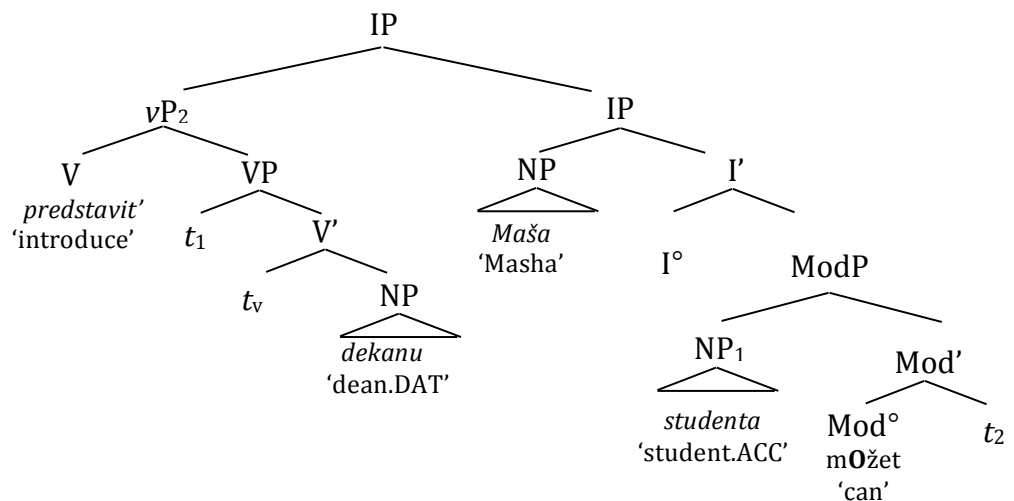 IP
vP₂ IP
V VP NP I'
predstavit' t₁ V' Maša
'introduce' 'Masha' I° ModP
tᵥ NP NP₁ Mod'
dekanu studenta Mod° t₂
'dean.DAT' 'student.ACC' mOžet
'can'